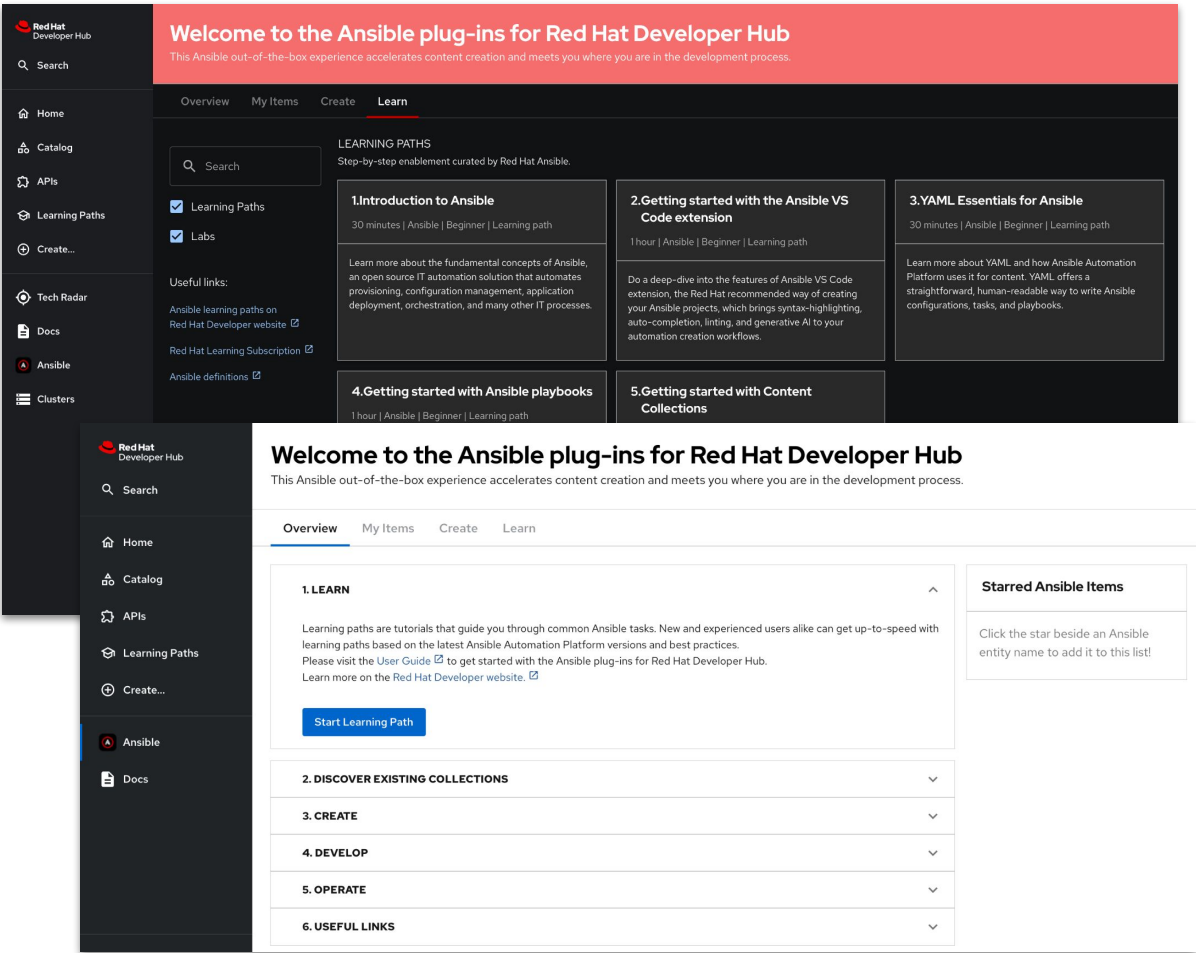 Red Hat
Developer Hub
Search
Home
Catalog
APIs
Learning Paths
Create...
Tech Radar
Docs
Ansible
Clusters
Welcome to the Ansible plug-ins for Red Hat Developer Hub
This Ansible out-of-the-box experience accelerates content creation and meets you where you are in the development process.
Overview My Items Create Learn
Search
Learning Paths
Labs
Useful links:
Ansible learning paths on
Red Hat Developer website
Red Hat Learning Subscription
Ansible definitions
LEARNING PATHS
Step-by-step enablement curated by Red Hat Ansible.
1.Introduction to Ansible
30 minutes | Ansible | Beginner | Learning path
Learn more about the fundamental concepts of Ansible,
an open source IT automation solution that automates
provisioning, configuration management, application
deployment, orchestration, and many other IT processes.
2.Getting started with the Ansible VS
Code extension
1 hour | Ansible | Beginner | Learning path
Do a deep-dive into the features of Ansible VS Code
extension, the Red Hat recommended way of creating
your Ansible projects, which brings syntax-highlighting,
auto-completion, linting, and generative AI to your
automation creation workflows.
3.YAML Essentials for Ansible
30 minutes | Ansible | Beginner | Learning path
Learn more about YAML and how Ansible Automation
Platform uses it for content. YAML offers a
straightforward, human-readable way to write Ansible
configurations, tasks, and playbooks.
4.Getting started with Ansible playbooks
1 hour | Ansible | Beginner | Learning path
5.Getting started with Content
Collections
Red Hat
Developer Hub
Search
Home
Catalog
APIs
Learning Paths
Create...
Ansible
Docs
Welcome to the Ansible plug-ins for Red Hat Developer Hub
This Ansible out-of-the-box experience accelerates content creation and meets you where you are in the development process.
Overview My Items Create Learn
1. LEARN
Learning paths are tutorials that guide you through common Ansible tasks. New and experienced users alike can get up-to-speed with
learning paths based on the latest Ansible Automation Platform versions and best practices.
Please visit the User Guide to get started with the Ansible plug-ins for Red Hat Developer Hub.
Learn more on the Red Hat Developer website.
Start Learning Path
2. DISCOVER EXISTING COLLECTIONS
3. CREATE
4. DEVELOP
5. OPERATE
6. USEFUL LINKS
Starred Ansible Items
Click the star beside an Ansible
entity name to add it to this list!